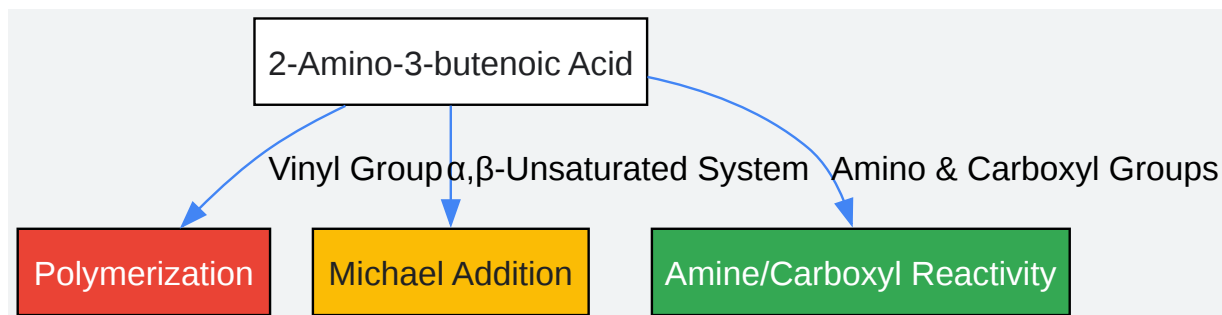 2-Amino-3-butenoic Acid
Vinyl Group
α,β-Unsaturated System
Amino & Carboxyl Groups
Polymerization
Michael Addition
Amine/Carboxyl Reactivity